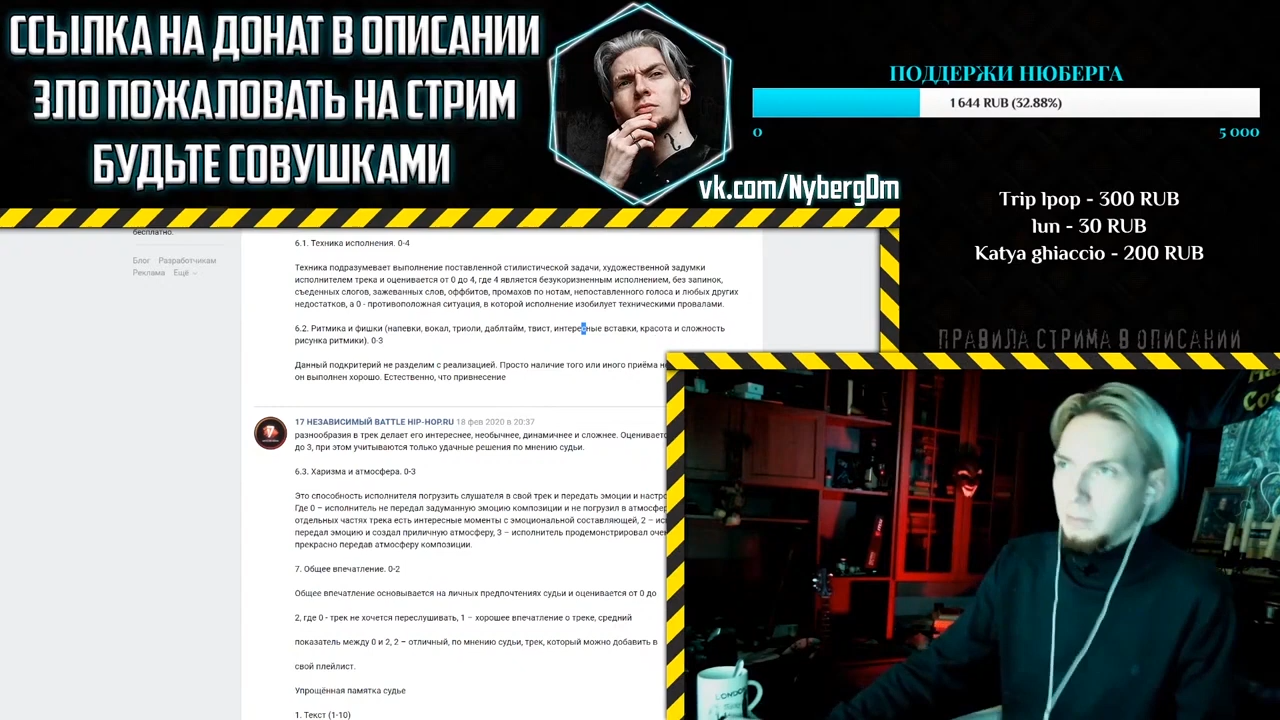 ССЫЛКА НА ДОНАТ В ОПИСАНИИ
ЗЛО ПОЖАЛОВАТЬ НА СТРИМ
БУДЬТЕ СОВУШКАМИ
vk.com/NybergDm
ПОДДЕРЖИ НЮБЕРГА
1 644 RUB (32.88%)
0
5 000
Trip lpop - 300 RUB
lun - 30 RUB
Katya ghiaccio - 200 RUB
ПРАВИЛА СТРИМА В ОПИСАНИИ
бесплатно.
Блог Разработчикам
Реклама Ещё
6.1. Техника исполнения. 0-4
Техника подразумевает выполнение поставленной стилистической задачи, художественной задумки
исполнителем трека и оценивается от 0 до 4, где 4 является безукоризненным исполнением, без запинок,
съеденных слогов, зажеванных слов, оффбитов, промахов по нотам, непоставленного голоса и любых других
недостатков, а 0 - противоположная ситуация, в которой исполнение изобилует техническими провалами.
6.2. Ритмика и фишки (напевки, вокал, триоли, даблтайм, твист, интересные вставки, красота и сложность
рисунка ритмики). 0-3
Данный подкритерий не разделим с реализацией. Просто наличие того или иного приёма
он выполнен хорошо. Естественно, что привнесение
17 НЕЗАВИСИМЫЙ BATTLE HIP-HOP.RU 18 фев 2020 в 20:37
разнообразия в трек делает его интереснее, необычнее, динамичнее и сложнее.
до 3, при этом учитываются только удачные решения по мнению судьи.
6.3. Харизма и атмосфера. 0-3
Это способность исполнителя погрузить слушателя в свой трек и передать эмоции и
Где 0 – исполнитель не передал задуманную эмоцию композиции и не погрузил в
отдельных частях трека есть интересные моменты с эмоциональной составляющей, 2 –
передал эмоцию и создал приличную атмосферу, 3 – исполнитель продемонстрировал
прекрасно передав атмосферу композиции.
7. Общее впечатление. 0-2
Общее впечатление основывается на личных предпочтениях судьи и оценивается от 0 до
2, где 0 - трек не хочется переслушивать, 1 – хорошее впечатление о треке, средний
показатель между 0 и 2, 2 – отличный, по мнению судьи, трек, который можно добавить в
свой плейлист.
Упрощённая памятка судье
1. Текст (1-10)
LONDON